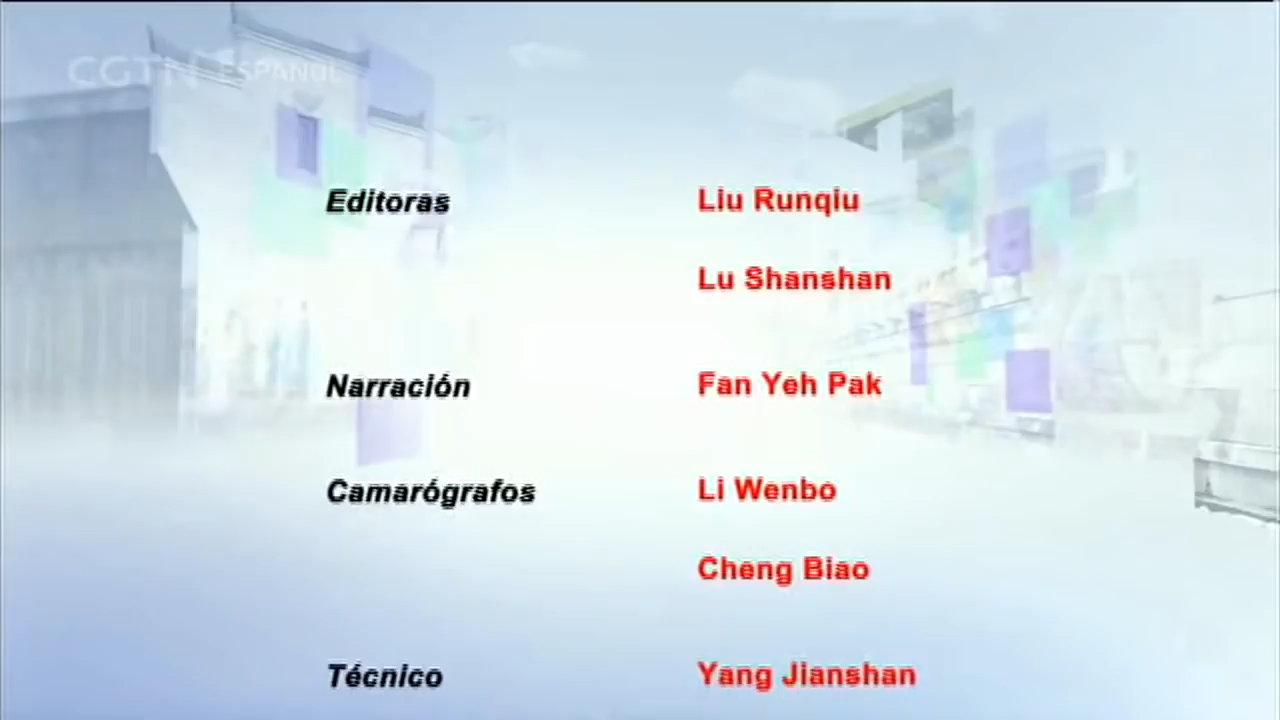 CGTN ESPAÑOL
Editoras Liu Runqiu
Lu Shanshan
Narración Fan Yeh Pak
Camarógrafos Li Wenbo
Cheng Biao
Técnico Yang Jianshan